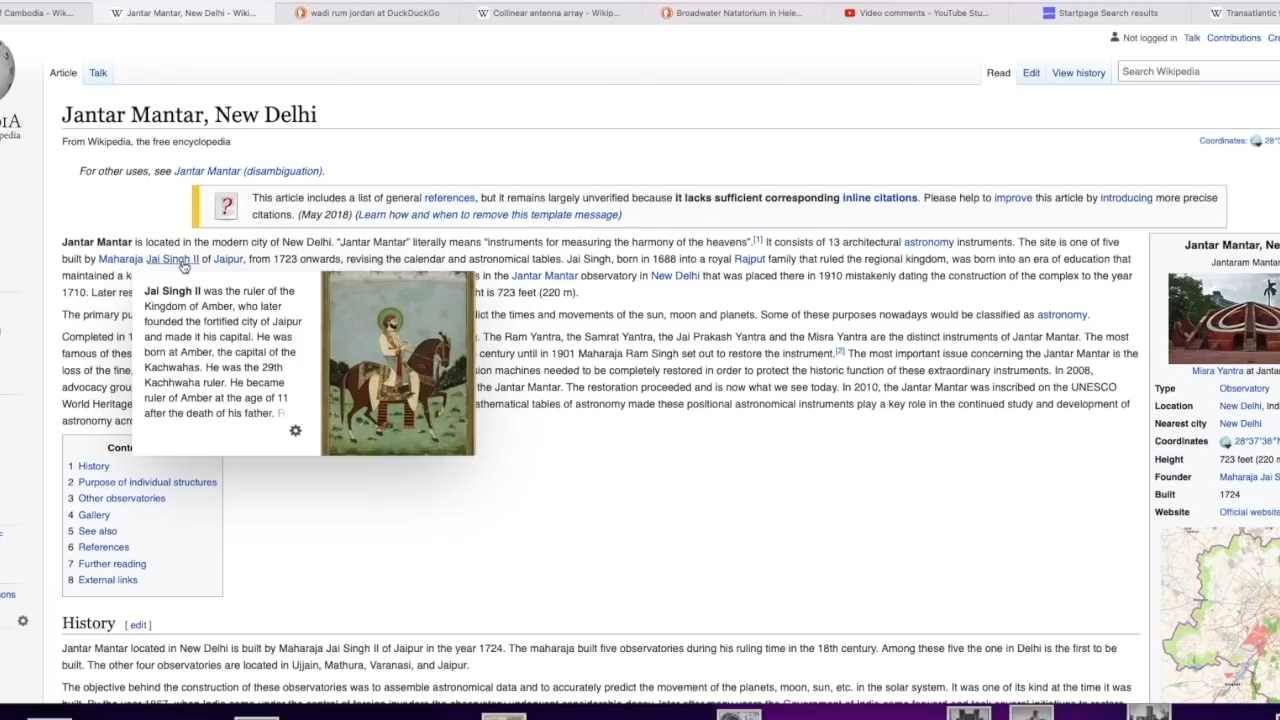 f Cambodia - Wik...
Jantar Mantar, New Delhi - Wiki...
wadi rum jordan at DuckDuckGo
Collinear antenna array - Wikip...
Broadwater Natatorium in Hele...
Video comments - YouTube Stu...
Startpage Search results
Transatlantic
Not logged in Talk Contributions Cre
Article Talk
Read Edit View history
Search Wikipedia
Jantar Mantar, New Delhi
From Wikipedia, the free encyclopedia
Coordinates: 28°3
For other uses, see Jantar Mantar (disambiguation).
This article includes a list of general references, but it remains largely unverified because it lacks sufficient corresponding inline citations. Please help to improve this article by introducing more precise
citations. (May 2018) (Learn how and when to remove this template message)
Jantar Mantar is located in the modern city of New Delhi. "Jantar Mantar" literally means "instruments for measuring the harmony of the heavens".[1] It consists of 13 architectural astronomy instruments. The site is one of five
built by Maharaja Jai Singh II of Jaipur, from 1723 onwards, revising the calendar and astronomical tables. Jai Singh, born in 1688 into a royal Rajput family that ruled the regional kingdom, was born into an era of education that
maintained a k
s in the Jantar Mantar observatory in New Delhi that was placed there in 1910 mistakenly dating the construction of the complex to the year
1710. Later res
ht is 723 feet (220 m).
The primary pu
lict the times and movements of the sun, moon and planets. Some of these purposes nowadays would be classified as astronomy.
Completed in 1
. The Ram Yantra, the Samrat Yantra, the Jai Prakash Yantra and the Misra Yantra are the distinct instruments of Jantar Mantar. The most
famous of thes
century until in 1901 Maharaja Ram Singh set out to restore the instrument.[2] The most important issue concerning the Jantar Mantar is the
loss of the fine
ion machines needed to be completely restored in order to protect the historic function of these extraordinary instruments. In 2008,
advocacy grou
the Jantar Mantar. The restoration proceeded and is now what we see today. In 2010, the Jantar Mantar was inscribed on the UNESCO
World Heritage
athematical tables of astronomy made these positional astronomical instruments play a key role in the continued study and development of
astronomy acro
Jai Singh II was the ruler of the
Kingdom of Amber, who later
founded the fortified city of Jaipur
and made it his capital. He was
born at Amber, the capital of the
Kachwahas. He was the 29th
Kachhwaha ruler. He became
ruler of Amber at the age of 11
after the death of his father. R
Conte
1 History
2 Purpose of individual structures
3 Other observatories
4 Gallery
5 See also
6 References
7 Further reading
8 External links
Jantar Mantar, Ne
Jantaram Mantar
Misra Yantra at Jantar
Type Observatory
Location New Delhi, Indi
Nearest city New Delhi
Coordinates 28°37'38"N
Height 723 feet (220 m
Founder Maharaja Jai S
Built 1724
Website Official website
History [ edit ]
Jantar Mantar located in New Delhi is built by Maharaja Jai Singh II of Jaipur in the year 1724. The maharaja built five observatories during his ruling time in the 18th century. Among these five the one in Delhi is the first to be
built. The other four observatories are located in Ujjain, Mathura, Varanasi, and Jaipur.
The objective behind the construction of these observatories was to assemble astronomical data and to accurately predict the movement of the planets, moon, sun, etc. in the solar system. It was one of its kind at the time it was